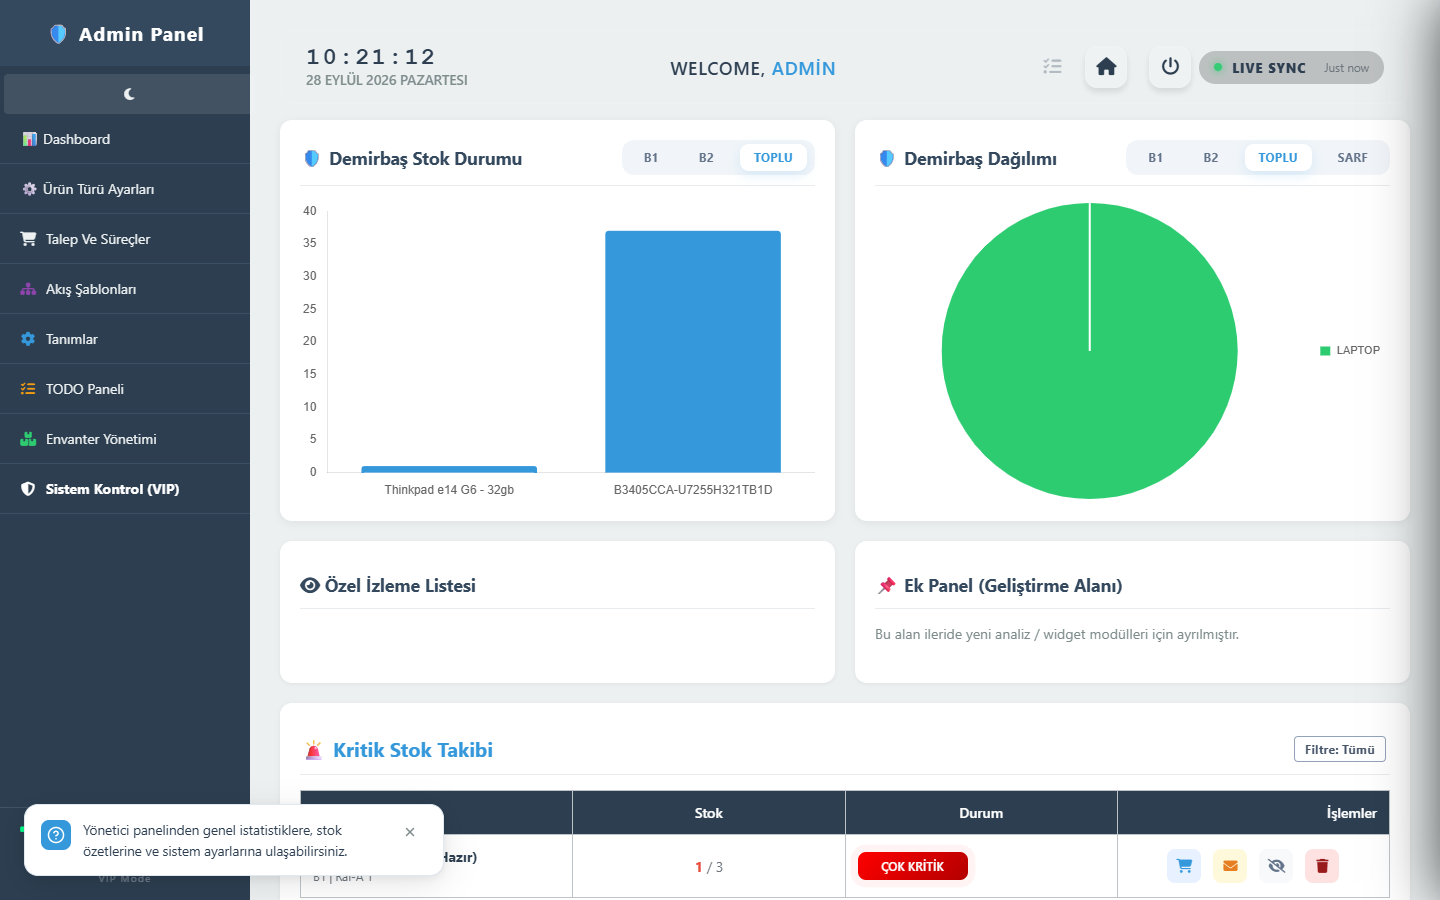 Admin Panel
Dashboard
Ürün Türü Ayarları
Talep Ve Süreçler
Akış Şablonları
Tanımlar
TODO Paneli
Envanter Yönetimi
Sistem Kontrol (VIP)
10:21:12
28 EYLÜL 2026 PAZARTESI
WELCOME, ADMİN
LIVE SYNC Just now
Demirbaş Stok Durumu
B1 B2 TOPLU
40
35
30
25
20
15
10
5
0
Thinkpad e14 G6 - 32gb
B3405CCA-U7255H321TB1D
Demirbaş Dağılımı
B1 B2 TOPLU SARF
LAPTOP
Özel İzleme Listesi
Ek Panel (Geliştirme Alanı)
Bu alan ileride yeni analiz / widget modülleri için ayrılmıştır.
Kritik Stok Takibi
Filtre: Tümü
Stok Durum İşlemler
Hazır)
1 / 3
ÇOK KRİTİK
Yönetici panelinden genel istatistiklere, stok
özetlerine ve sistem ayarlarına ulaşabilirsiniz.
VIP Mode